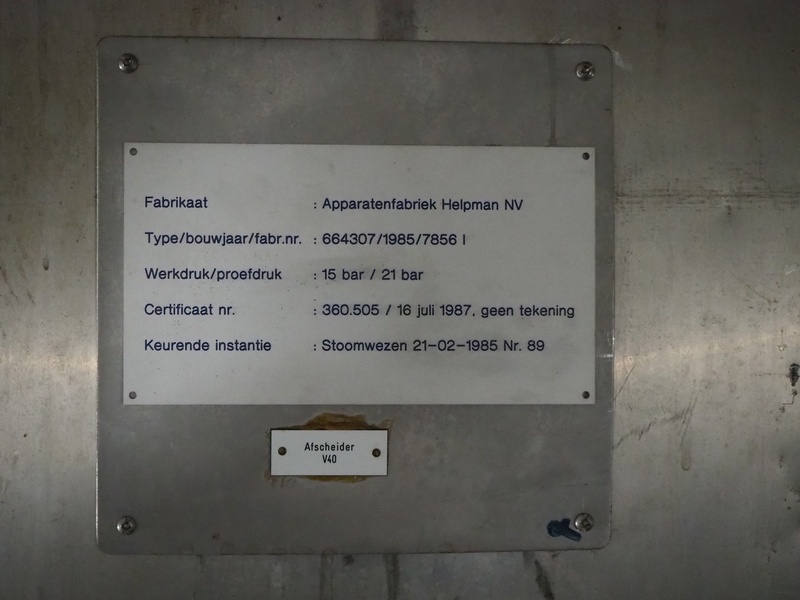 Fabrikaat : Apparatenfabriek Helpman NV
Type/bouwjaar/fabr.nr. : 664307/1985/7856 I
Werkdruk/proefdruk : 15 bar / 21 bar
Certificaat nr. : 360.505 / 16 juli 1987, geen tekening
Keurende instantie : Stoomwezen 21-02-1985 Nr. 89
Afscheider
V40